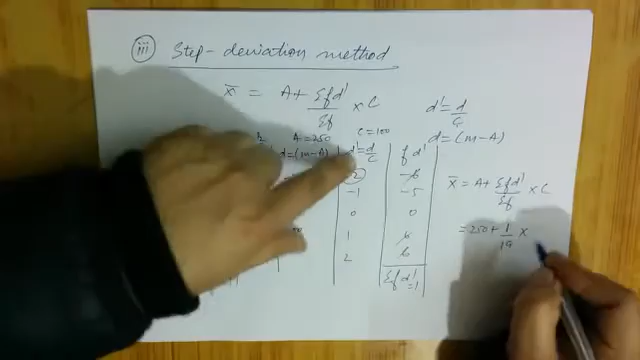 iii Step-deviation method
x̄ = A + Σfd'/Σf × C
d' = d/C
A=250 C=100
d = (m-A)
d=(m-A) d'=d/C fd'
-6
-1 -5
0 0
1 6
2 6
Σfd'=1
x̄ = A + Σfd'/Σf × C
= 250 + 1/19 ×